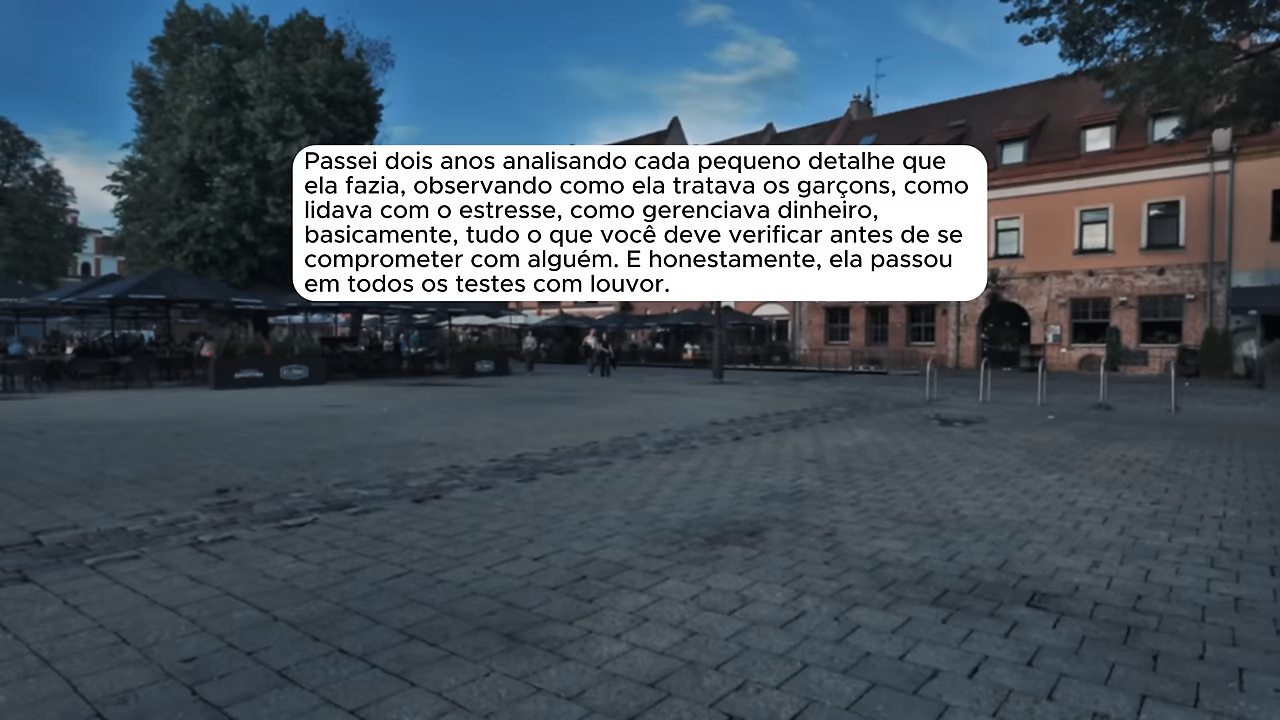 Passei dois anos analisando cada pequeno detalhe que
ela fazia, observando como ela tratava os garçons, como
lidava com o estresse, como gerenciava dinheiro,
basicamente, tudo o que você deve verificar antes de se
comprometer com alguém. E honestamente, ela passou
em todos os testes com louvor.